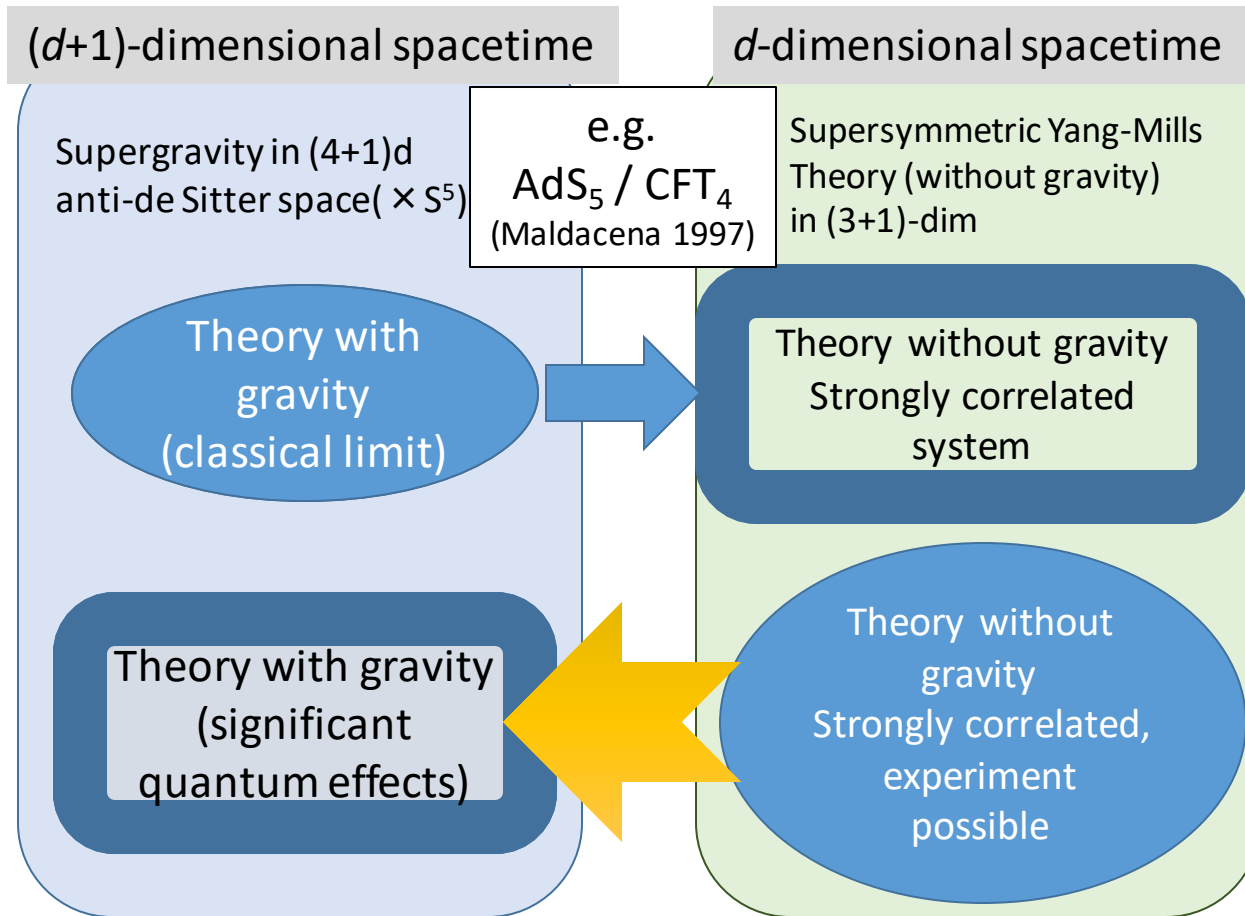 (d+1)-dimensional spacetime
d-dimensional spacetime
Supergravity in (4+1)d
anti-de Sitter space( × S⁵)
e.g.
AdS₅ / CFT₄
(Maldacena 1997)
Supersymmetric Yang-Mills
Theory (without gravity)
in (3+1)-dim
Theory with
gravity
(classical limit)
Theory without gravity
Strongly correlated
system
Theory with gravity
(significant
quantum effects)
Theory without
gravity
Strongly correlated,
experiment
possible